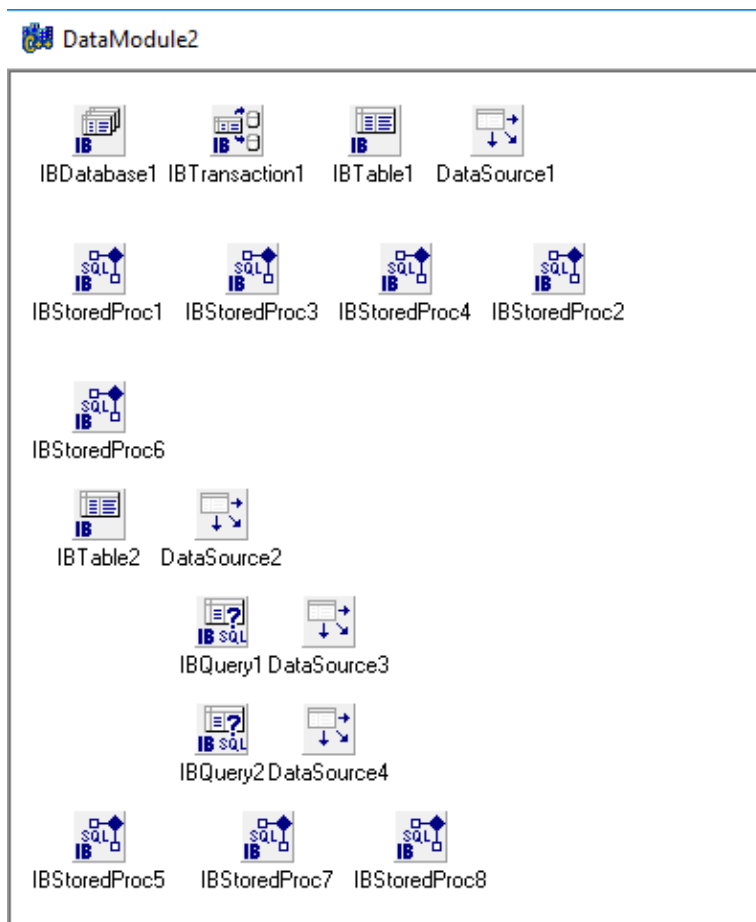 DataModule2
IB IB IB
IBDatabase1 IBTransaction1 IBTable1 DataSource1
SQL SQL SQL SQL
IB IB IB IB
IBStoredProc1 IBStoredProc3 IBStoredProc4 IBStoredProc2
SQL
IB
IBStoredProc6
IB
IBTable2 DataSource2
?
IB SQL
IBQuery1 DataSource3
?
IB SQL
IBQuery2 DataSource4
SQL SQL SQL
IB IB IB
IBStoredProc5 IBStoredProc7 IBStoredProc8